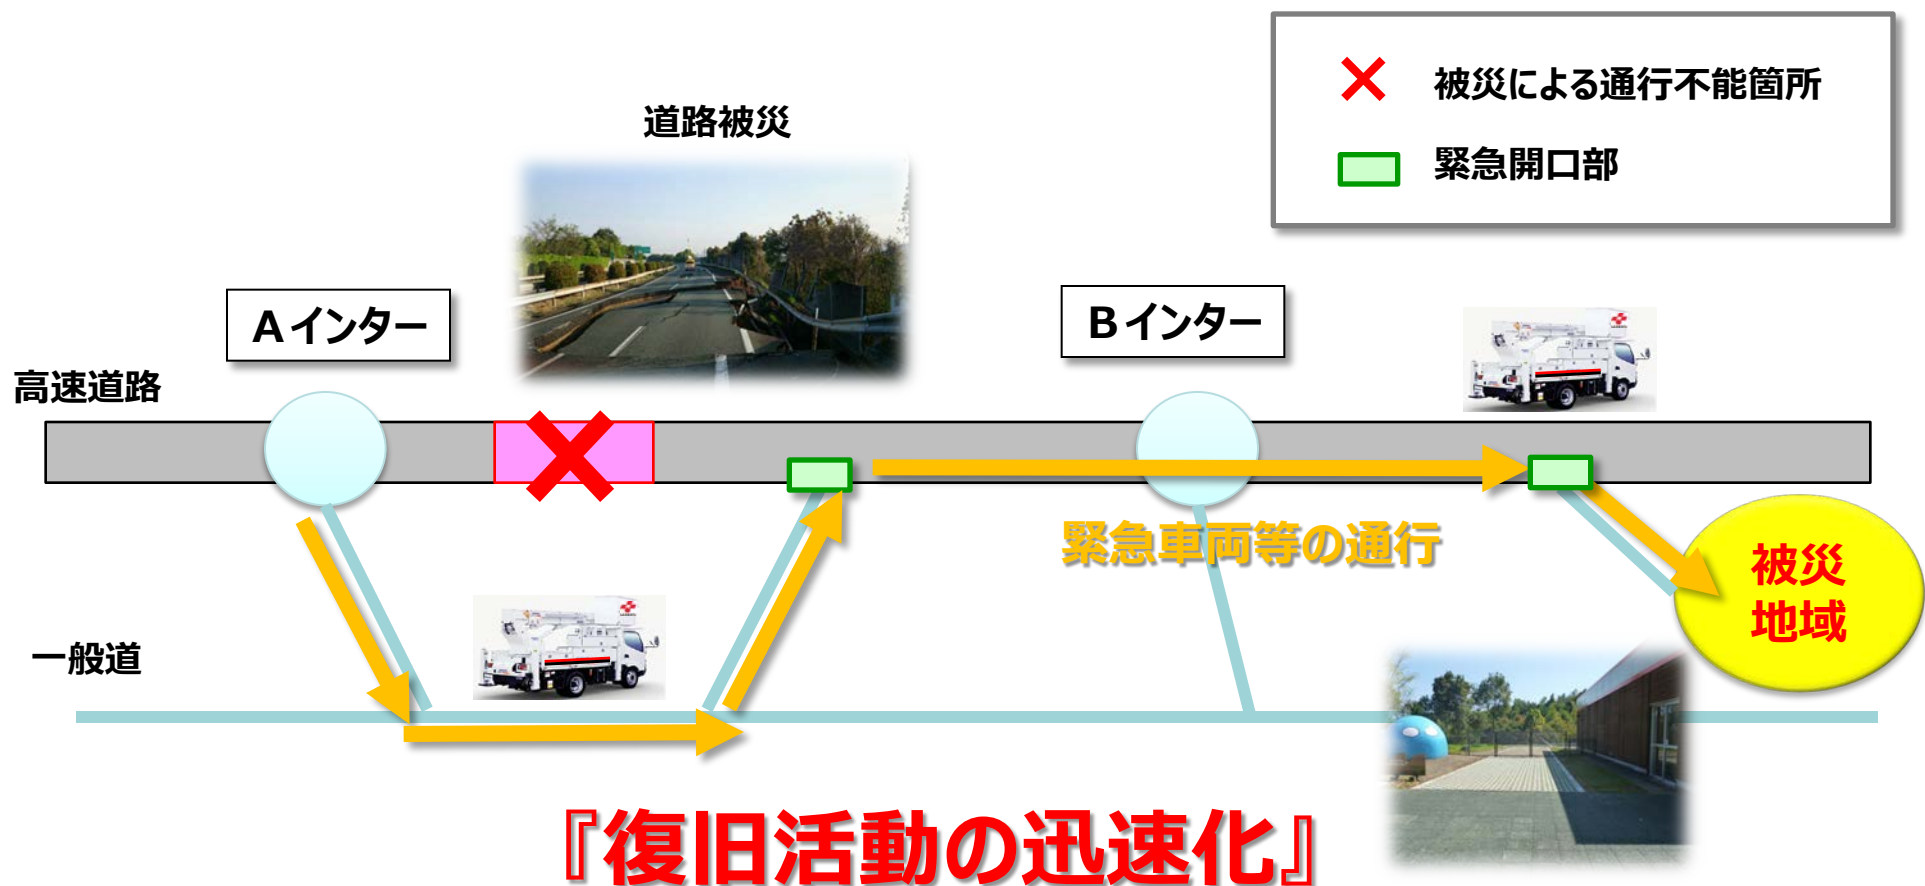 被災による通行不能箇所
緊急開口部
道路被災
Aインター
Bインター
高速道路
緊急車両等の通行
被災
地域
一般道
『復旧活動の迅速化』